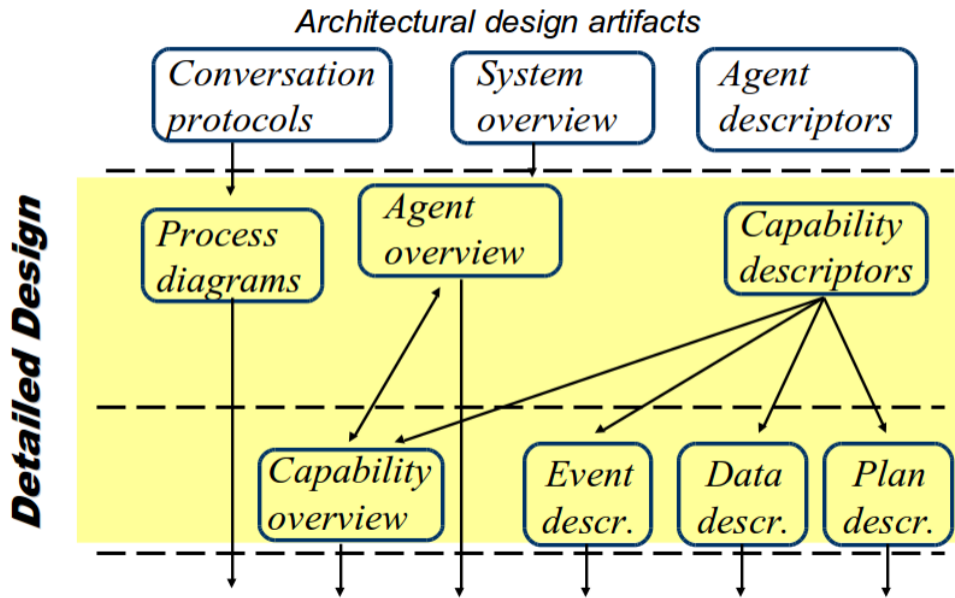 Architectural design artifacts
Conversation
protocols
System
overview
Agent
descriptors
Detailed Design
Process
diagrams
Agent
overview
Capability
descriptors
Capability
overview
Event
descr.
Data
descr.
Plan
descr.